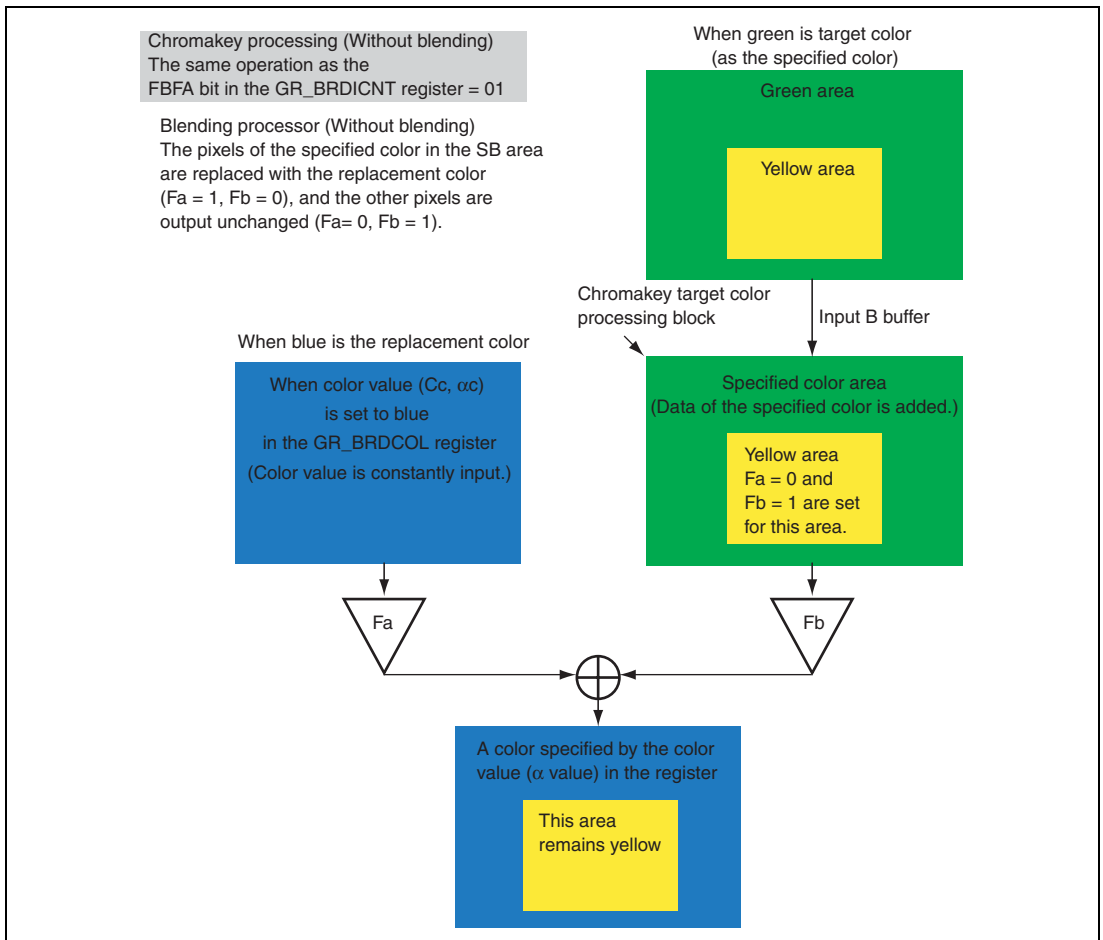 Chromakey processing (Without blending)
The same operation as the
FBFA bit in the GR_BRDICNT register = 01
Blending processor (Without blending)
The pixels of the specified color in the SB area
are replaced with the replacement color
(Fa = 1, Fb = 0), and the other pixels are
output unchanged (Fa= 0, Fb = 1).
When green is target color
(as the specified color)
Green area
Yellow area
Chromakey target color
processing block
Input B buffer
When blue is the replacement color
When color value (Cc, αc)
is set to blue
in the GR_BRDCOL register
(Color value is constantly input.)
Specified color area
(Data of the specified color is added.)
Yellow area
Fa = 0 and
Fb = 1 are set
for this area.
Fa
Fb
A color specified by the color
value (α value) in the register
This area
remains yellow